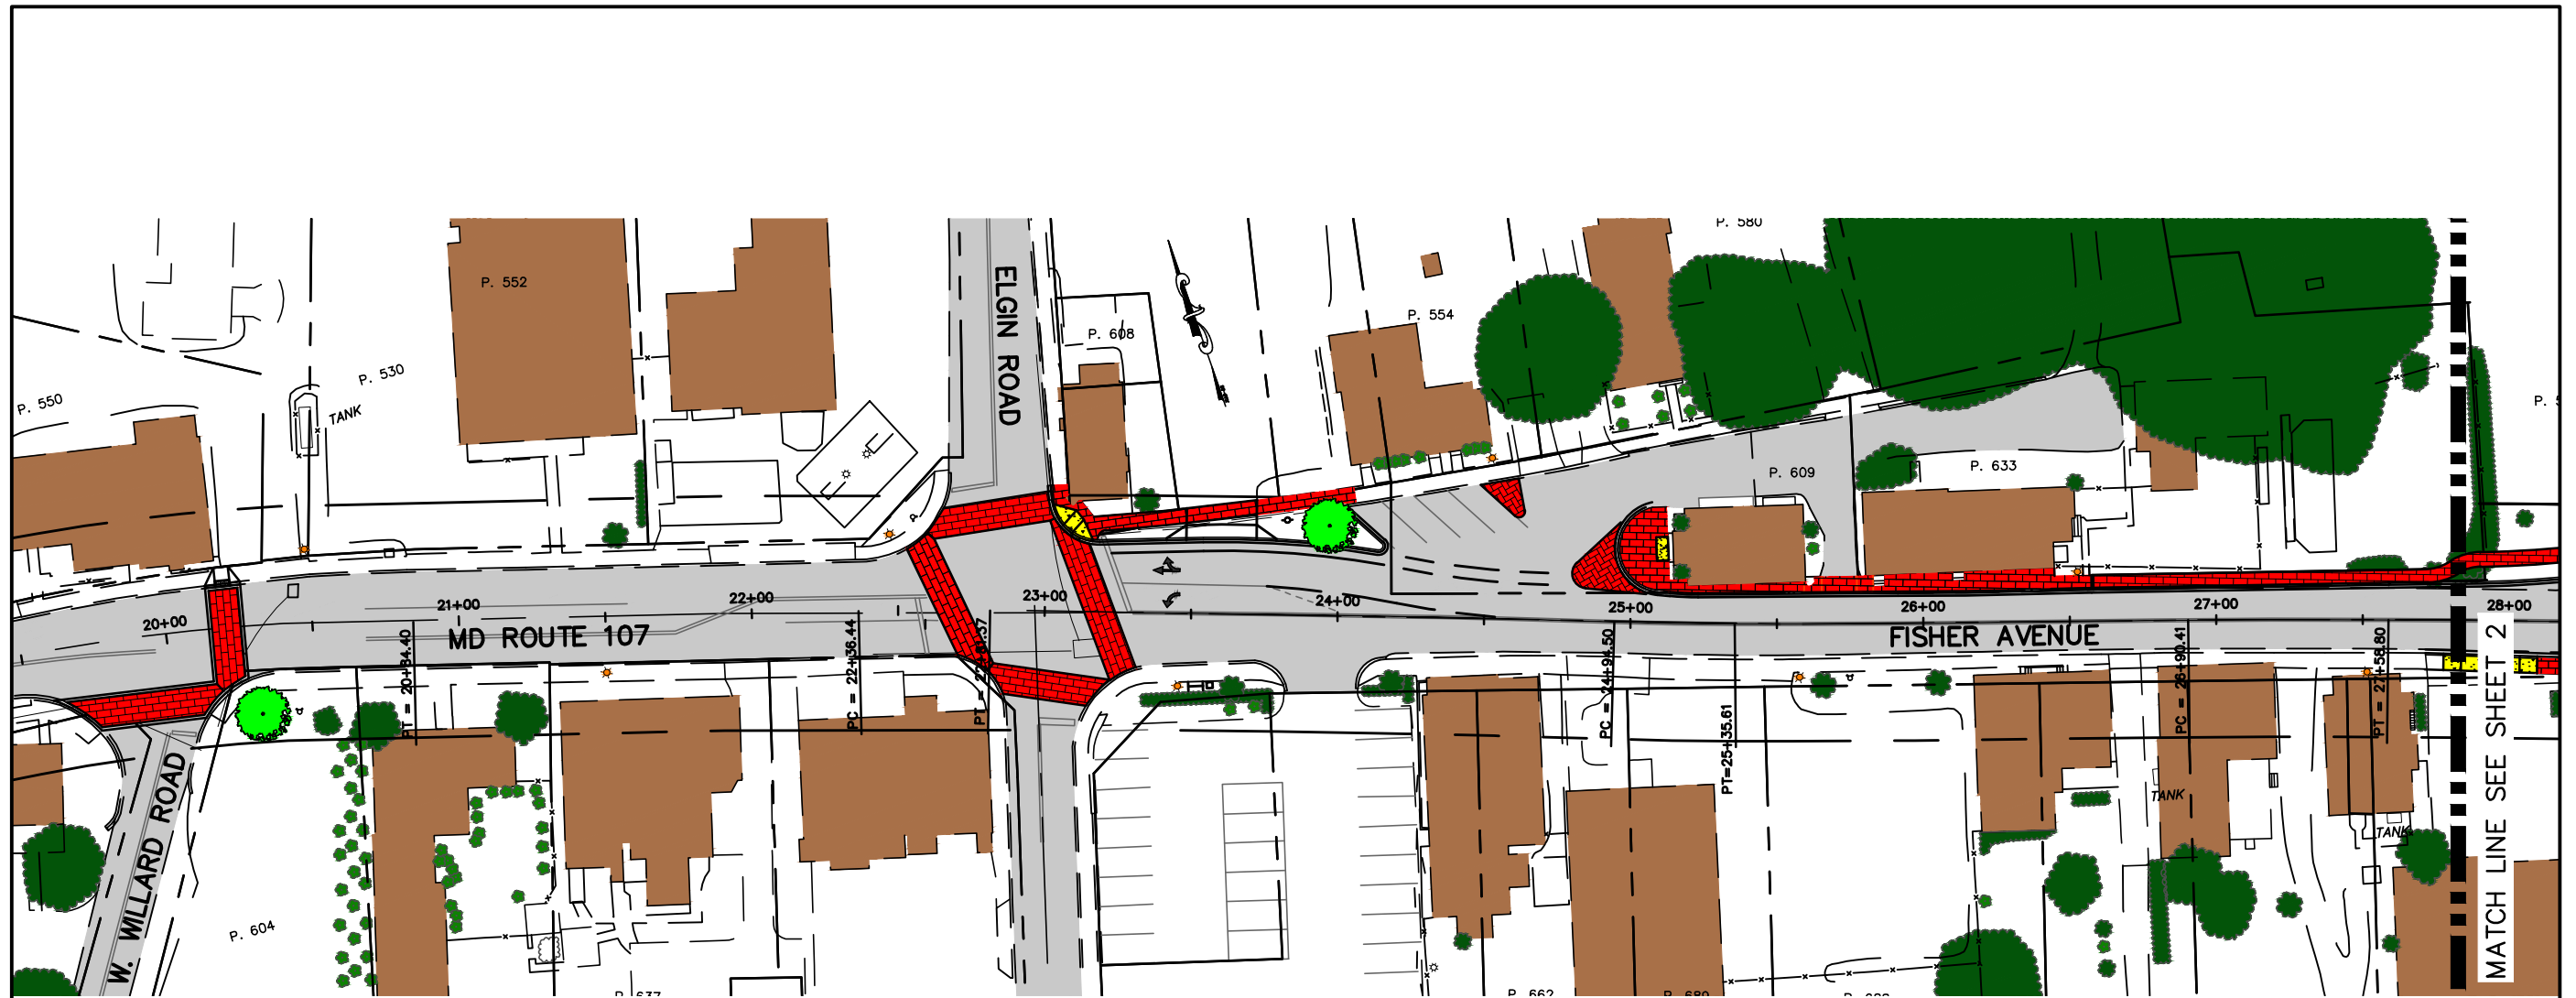 P. 580
P. 552
ELGIN ROAD
P. 608
P. 554
P. 530
P. 550
TANK
P. 609
P. 633
20+00
21+00
22+00
23+00
24+00
25+00
26+00
27+00
28+00
MD ROUTE 107
FISHER AVENUE
PT = 20+84.40
PC = 22+36.44
PC = 24+94.50
PT=25+35.61
PC = 26+90.41
PT = 27+58.80
W. WILLARD ROAD
P. 604
TANK
TANK
MATCH LINE SEE SHEET 2
P. 637
P. 662